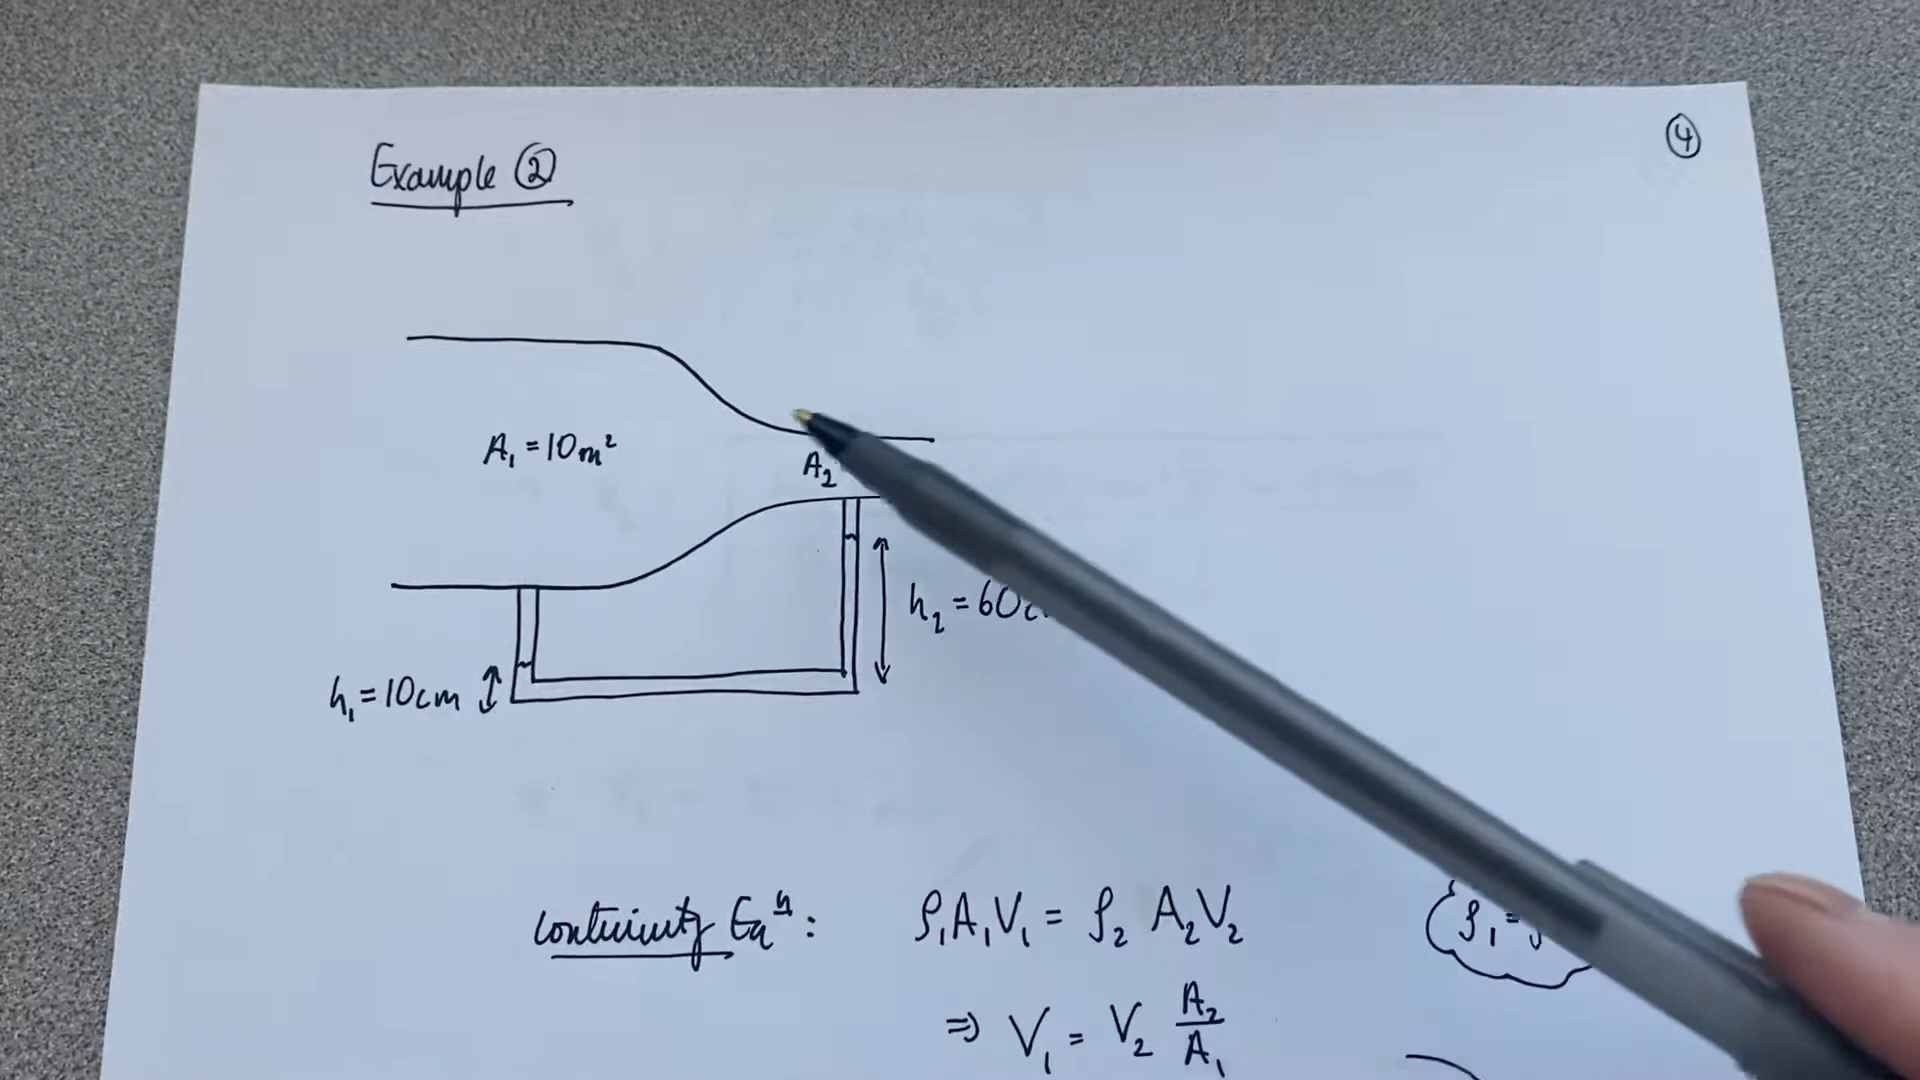 Example ②
④
A₁ = 10m²
A₂
h₂ = 60
h₁ = 10cm
Continuity Eqⁿ: ρ₁A₁V₁ = ρ₂ A₂V₂
ρ₁ =
⇒ V₁ = V₂ A₂/A₁